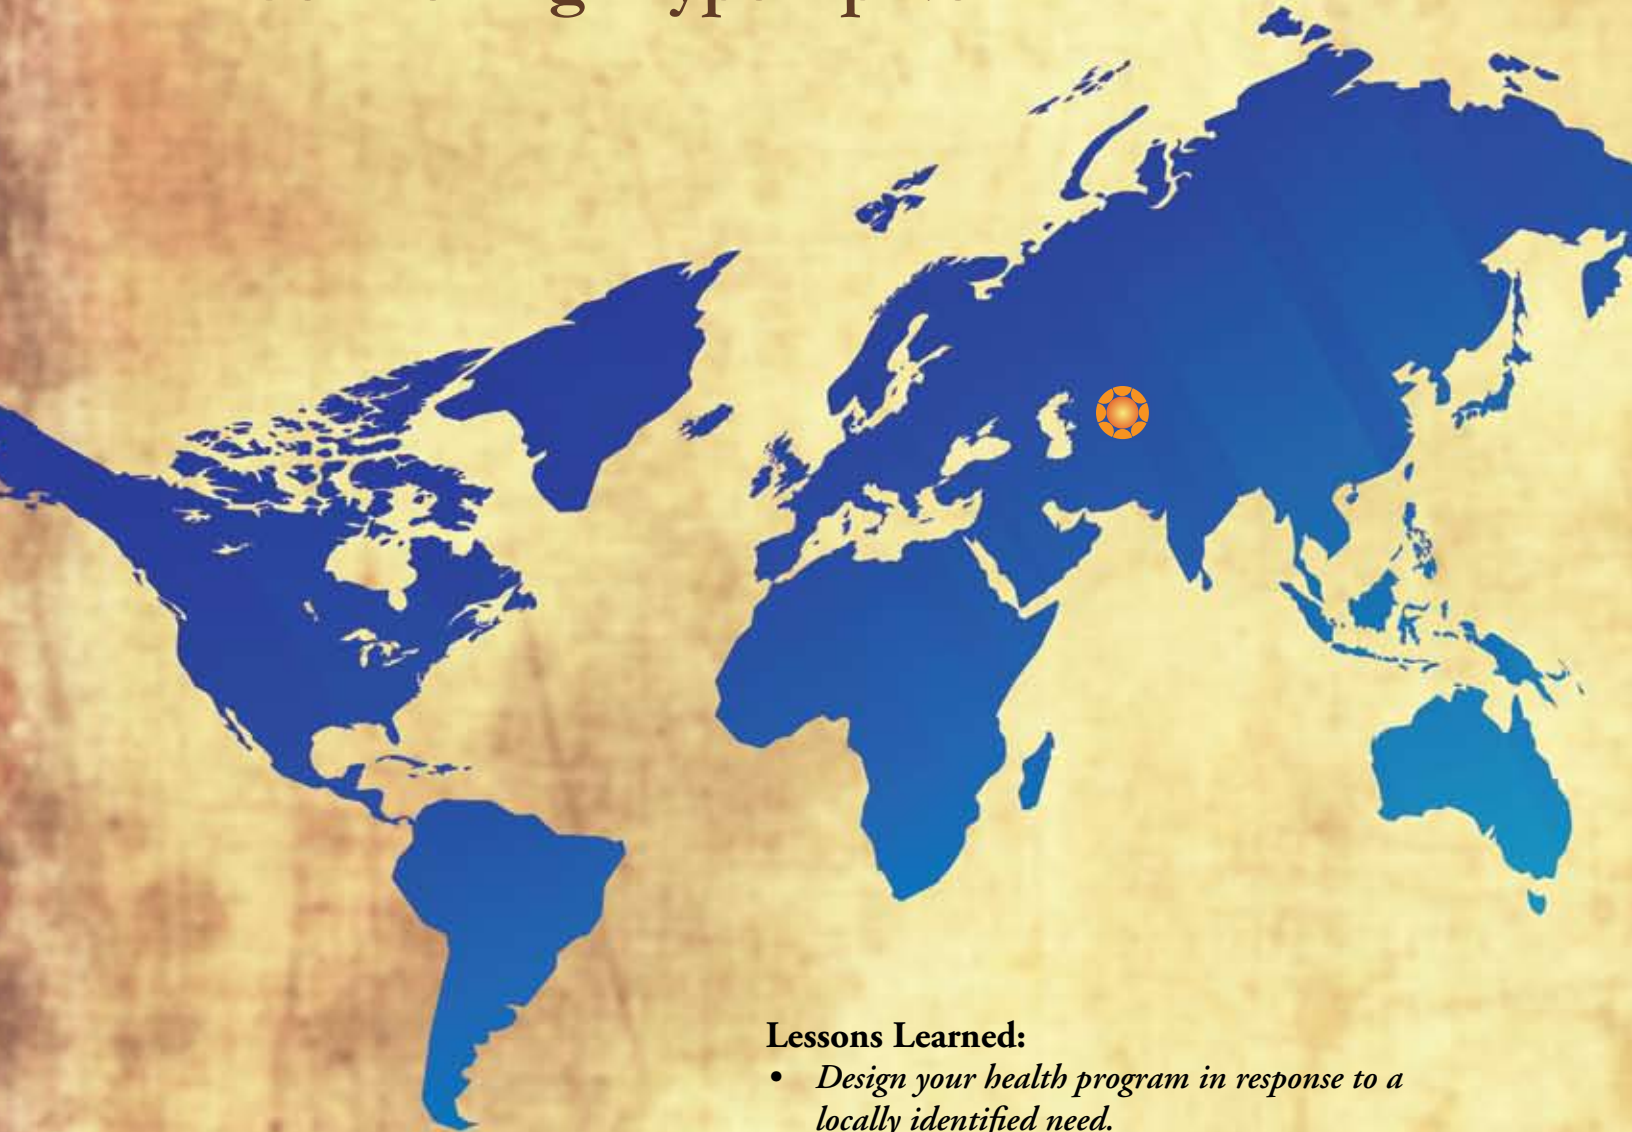 Lessons Learned:
• Design your health program in response to a
locally identified need.